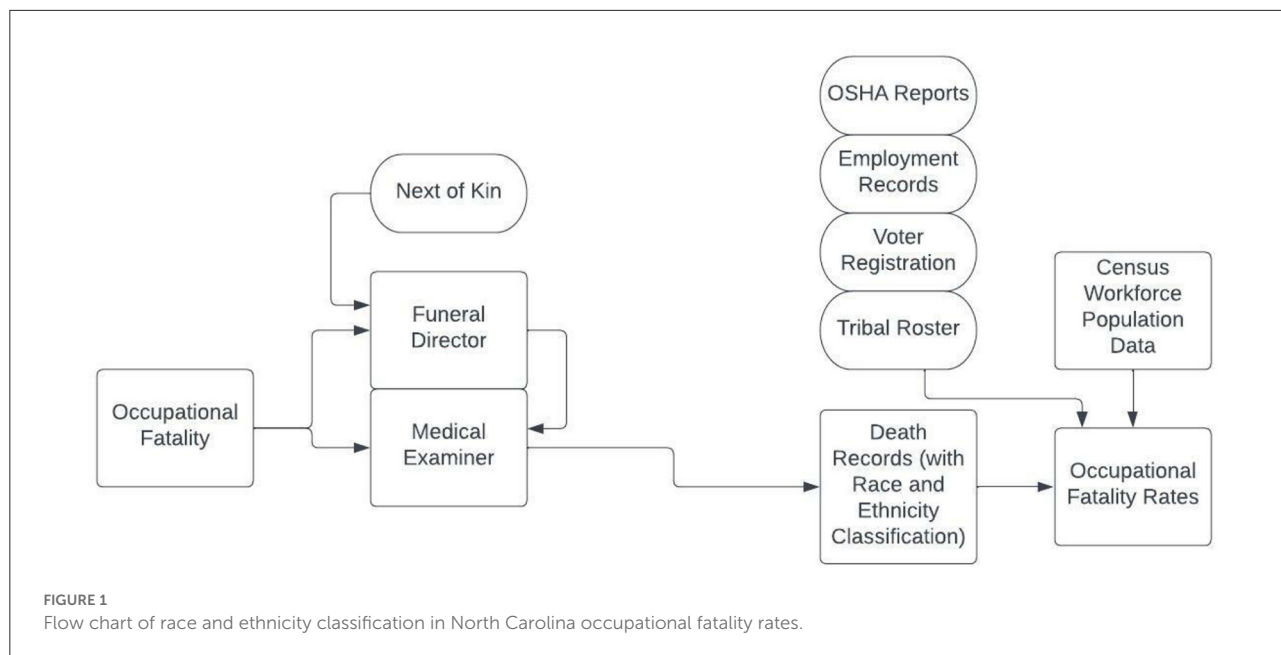 OSHA Reports
Employment
Records
Voter
Registration
Tribal Roster
Next of Kin
Funeral
Director
Medical
Examiner
Occupational
Fatality
Census
Workforce
Population
Data
Death
Records (with
Race and
Ethnicity
Classification)
Occupational
Fatality Rates
FIGURE 1
Flow chart of race and ethnicity classification in North Carolina occupational fatality rates.